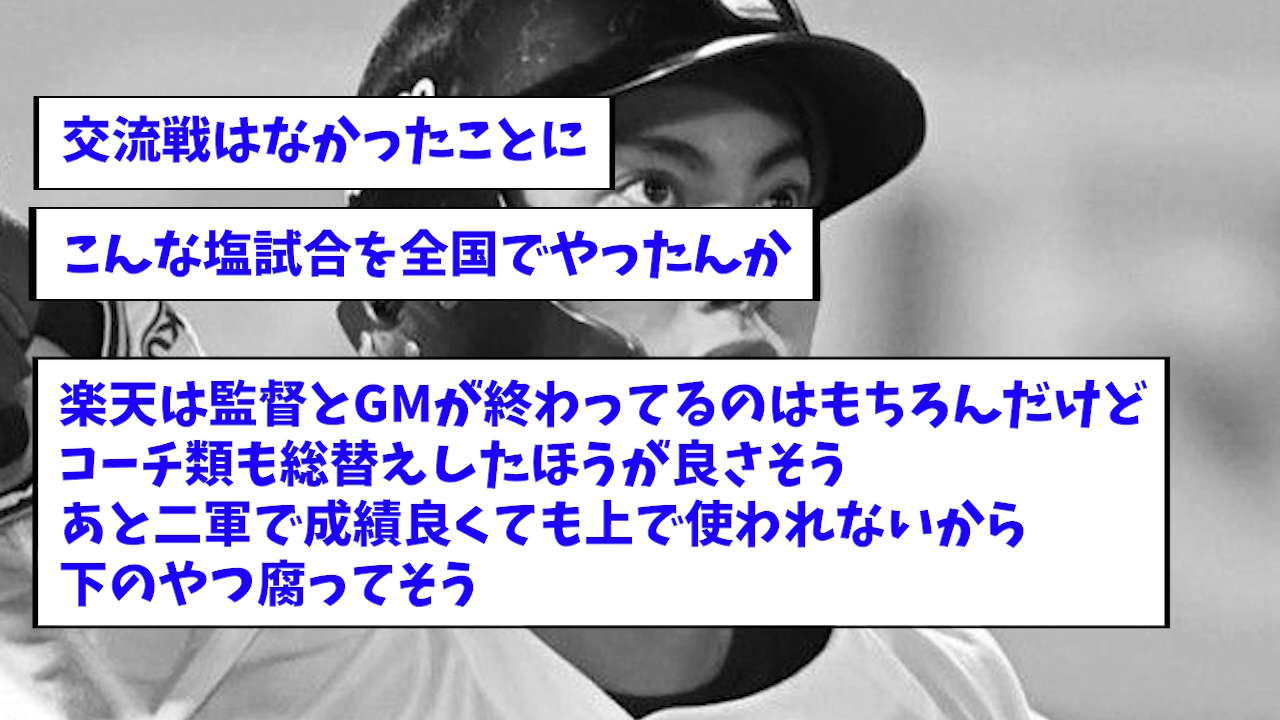 交流戦はなかったことに
こんな塩試合を全国でやったんか
楽天は監督とGMが終わってるのはもちろんだけど
コーチ類も総替えしたほうが良さそう
あと二軍で成績良くても上で使われないから
下のやつ腐ってそう